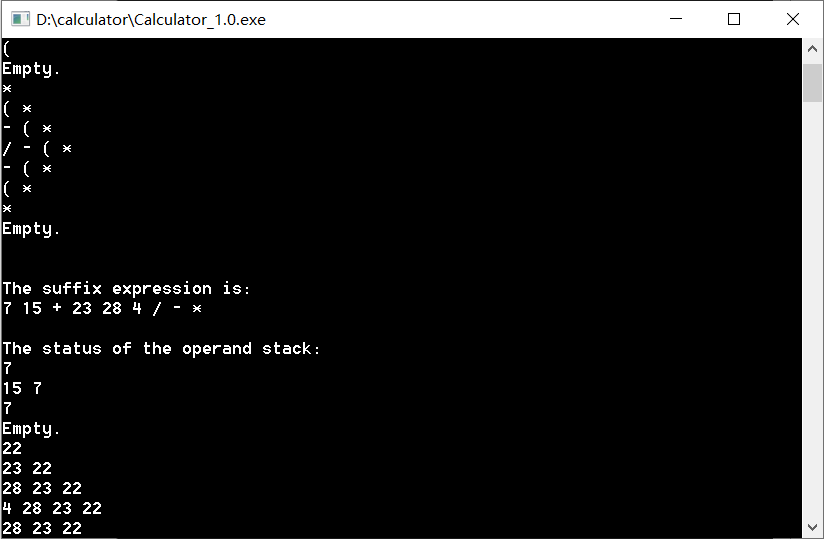 D:\calculator\Calculator_1.0.exe
(
Empty.
*
( *
- ( *
/ - ( *
- ( *
( *
*
Empty.
The suffix expression is:
7 15 + 23 28 4 / - *
The status of the operand stack:
7
15 7
7
Empty.
22
23 22
28 23 22
4 28 23 22
28 23 22